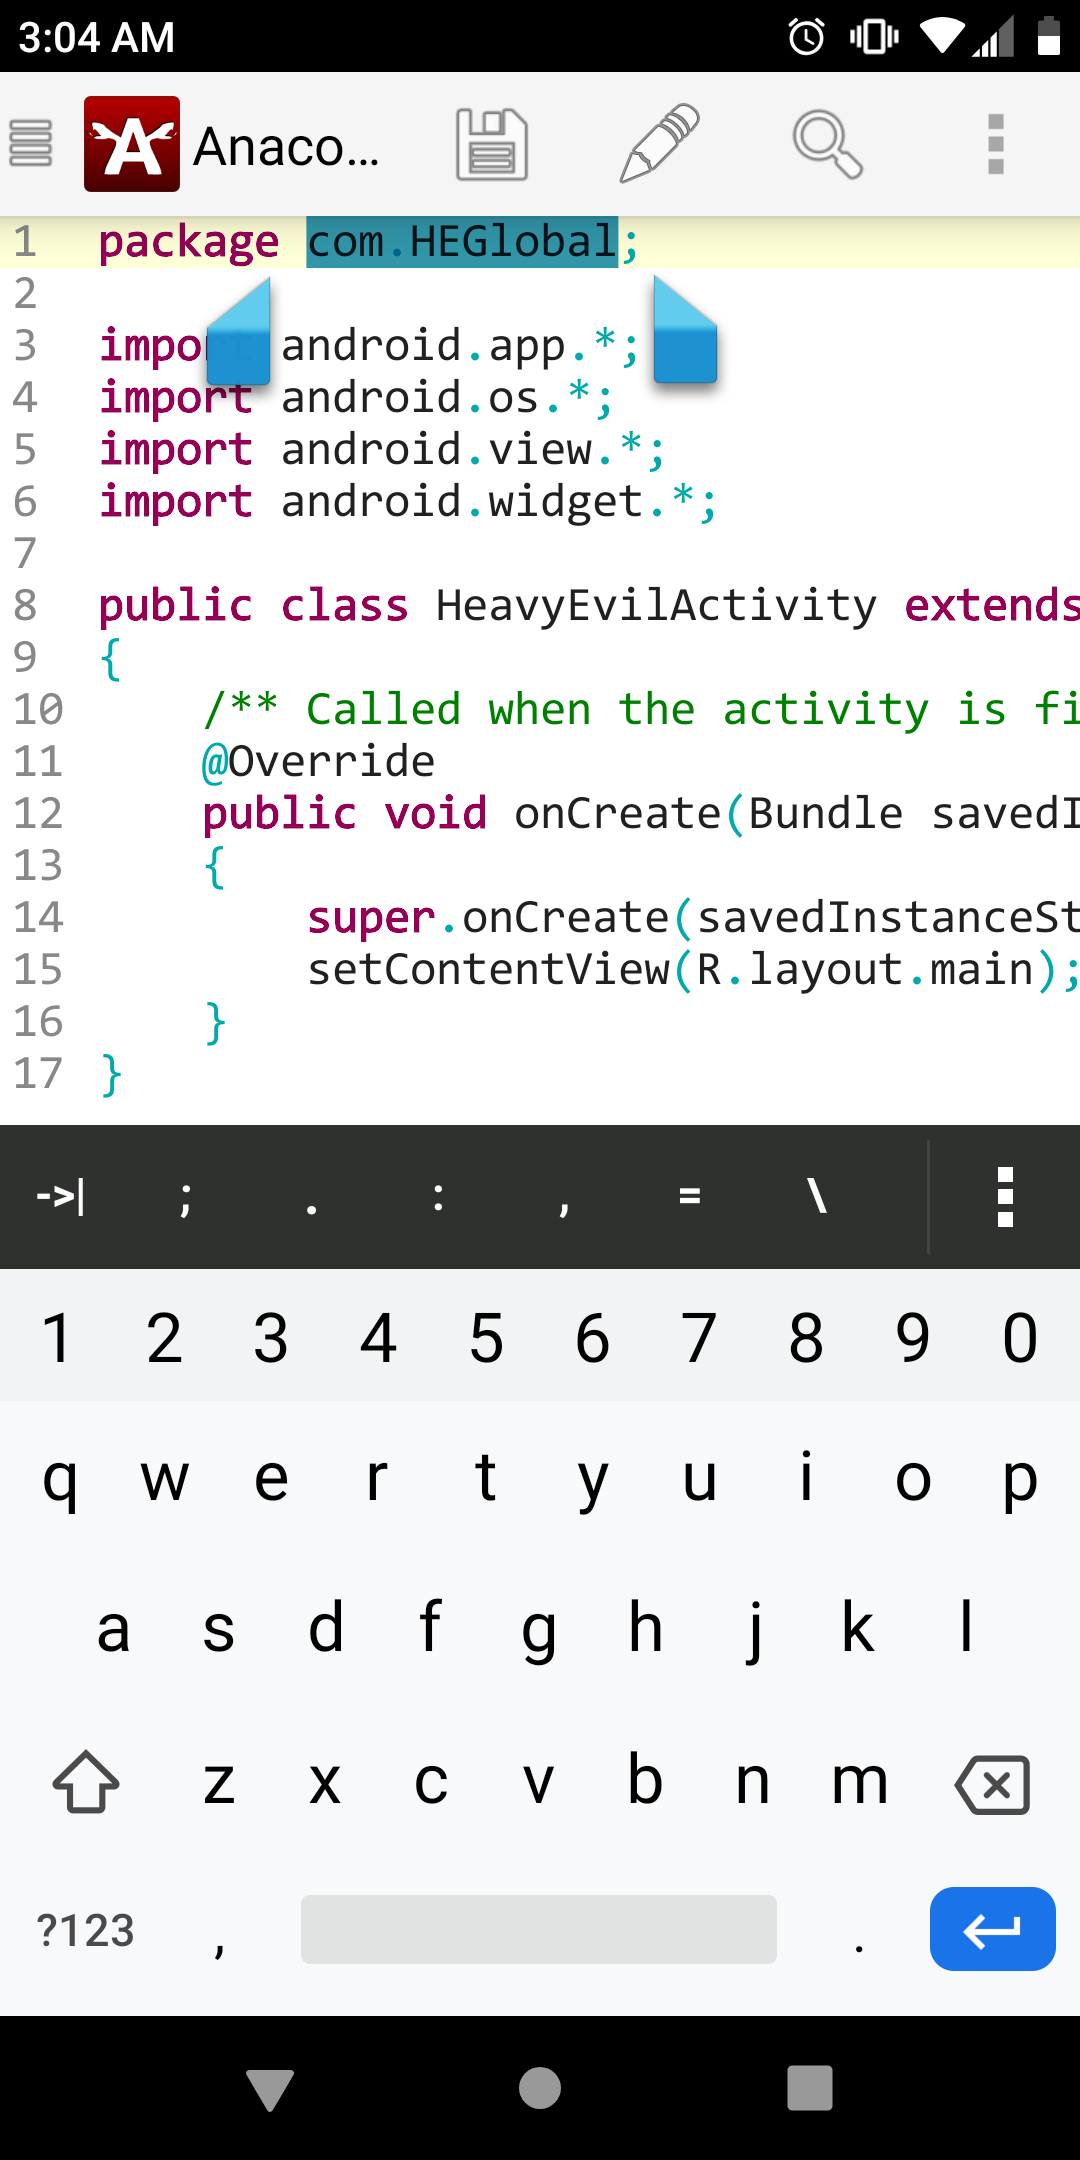 3:04 AM
A Anaco...
1 package com.HEGlobal;
2
3 import android.app.*;
4 import android.os.*;
5 import android.view.*;
6 import android.widget.*;
7
8 public class HeavyEvilActivity extends
9 {
10 /** Called when the activity is fi
11 @Override
12 public void onCreate(Bundle savedI
13 {
14 super.onCreate(savedInstanceSt
15 setContentView(R.layout.main);
16 }
17 }
->| ; . : , = \
1 2 3 4 5 6 7 8 9 0
q w e r t y u i o p
a s d f g h j k l
z x c v b n m
?123 , .